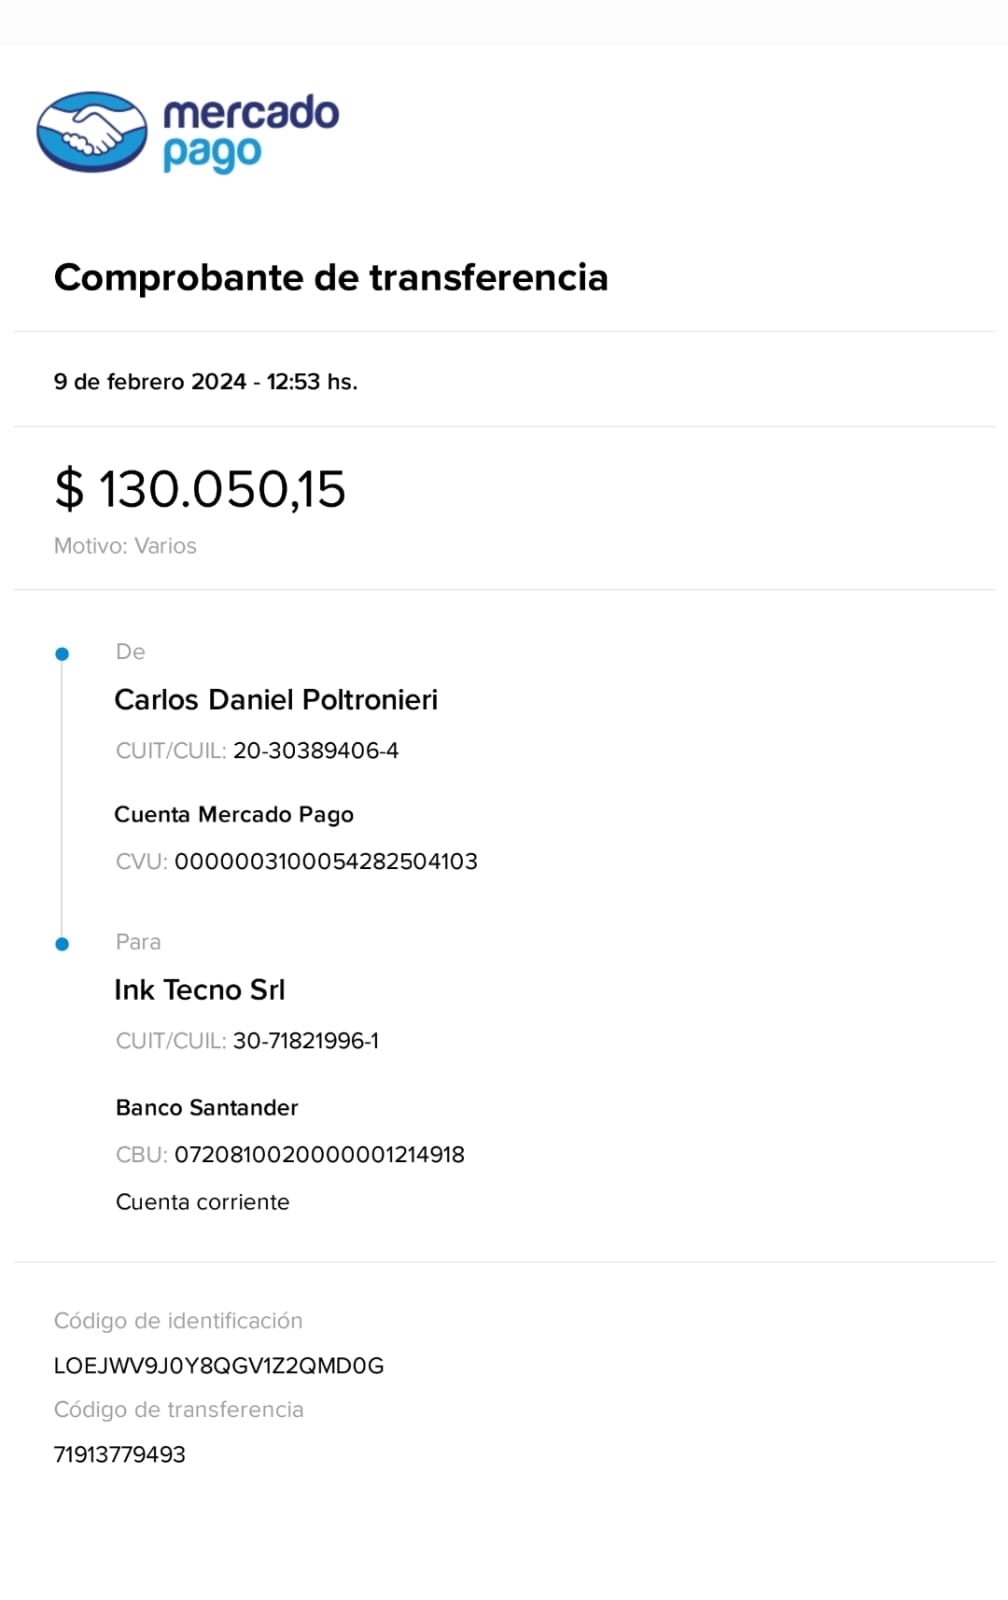 mercado
pago
Comprobante de transferencia
9 de febrero 2024 - 12:53 hs.
$ 130.050,15
Motivo: Varios
De
Carlos Daniel Poltronieri
CUIT/CUIL: 20-30389406-4
Cuenta Mercado Pago
CVU: 0000003100054282504103
Para
Ink Tecno Srl
CUIT/CUIL: 30-71821996-1
Banco Santander
CBU: 0720810020000001214918
Cuenta corriente
Código de identificación
LOEJWV9J0Y8QGV1Z2QMD0G
Código de transferencia
71913779493